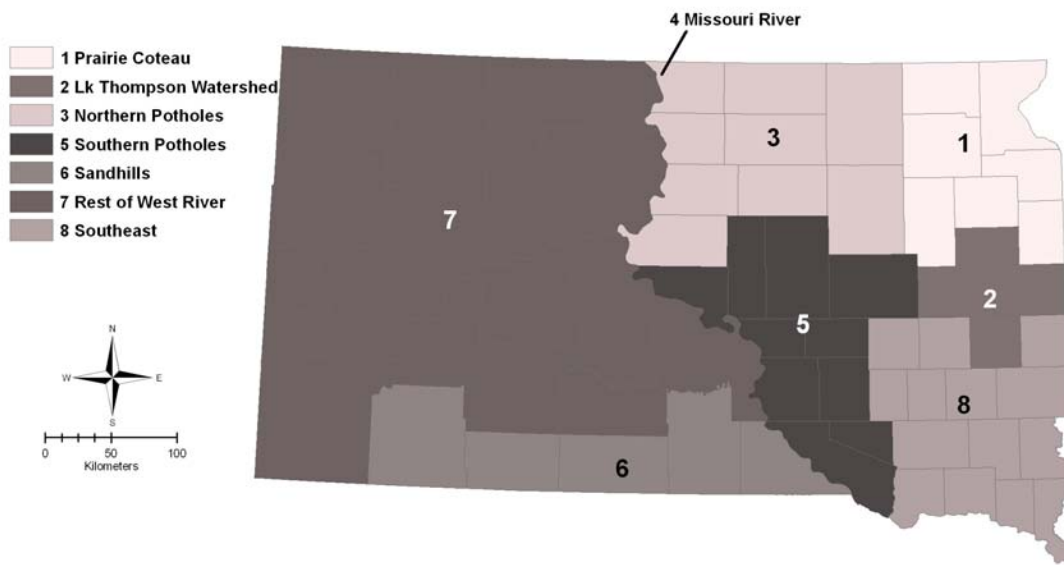 4 Missouri River
1 Prairie Coteau
2 Lk Thompson Watershed
3 Northern Potholes
5 Southern Potholes
6 Sandhills
7 Rest of West River
8 Southeast
3
1
7
2
5
8
6
N
W E
S
0 50 100
Kilometers